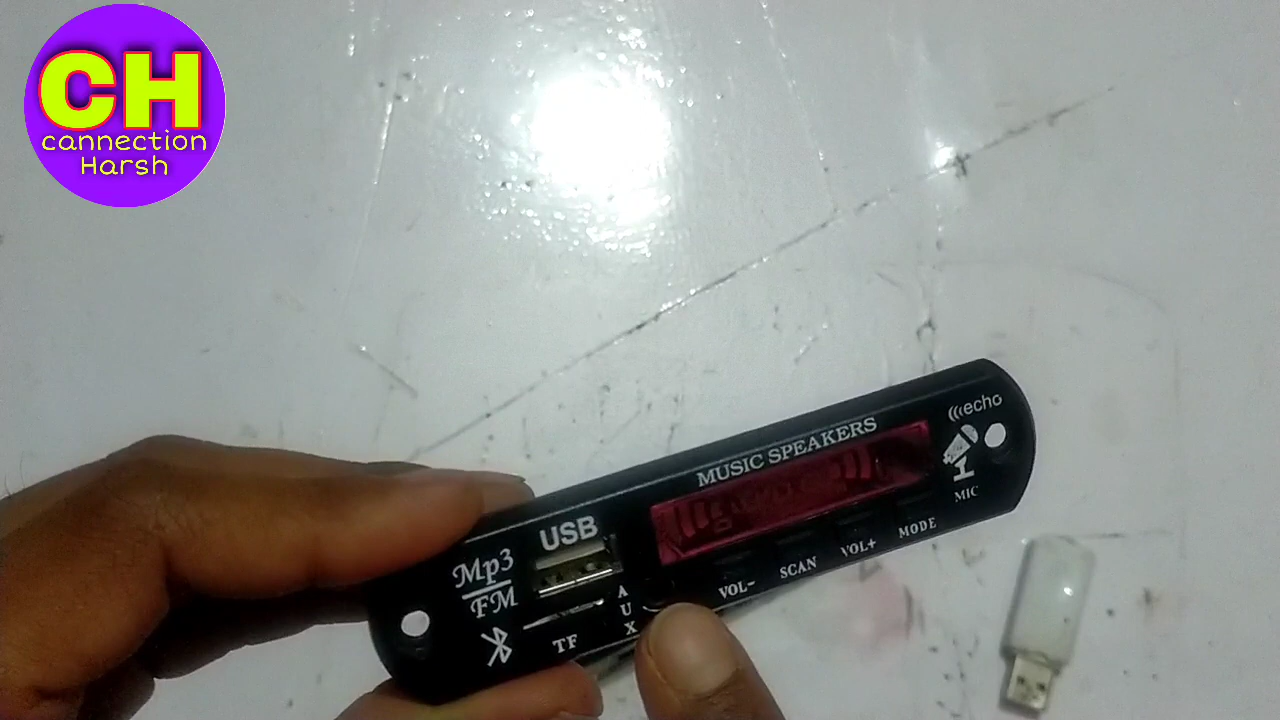 CH
cannection
Harsh
echo
MUSIC SPEAKERS
MIC
USB
MODE
VOL+
SCAN
VOL-
Mp3
FM
AUX
TF